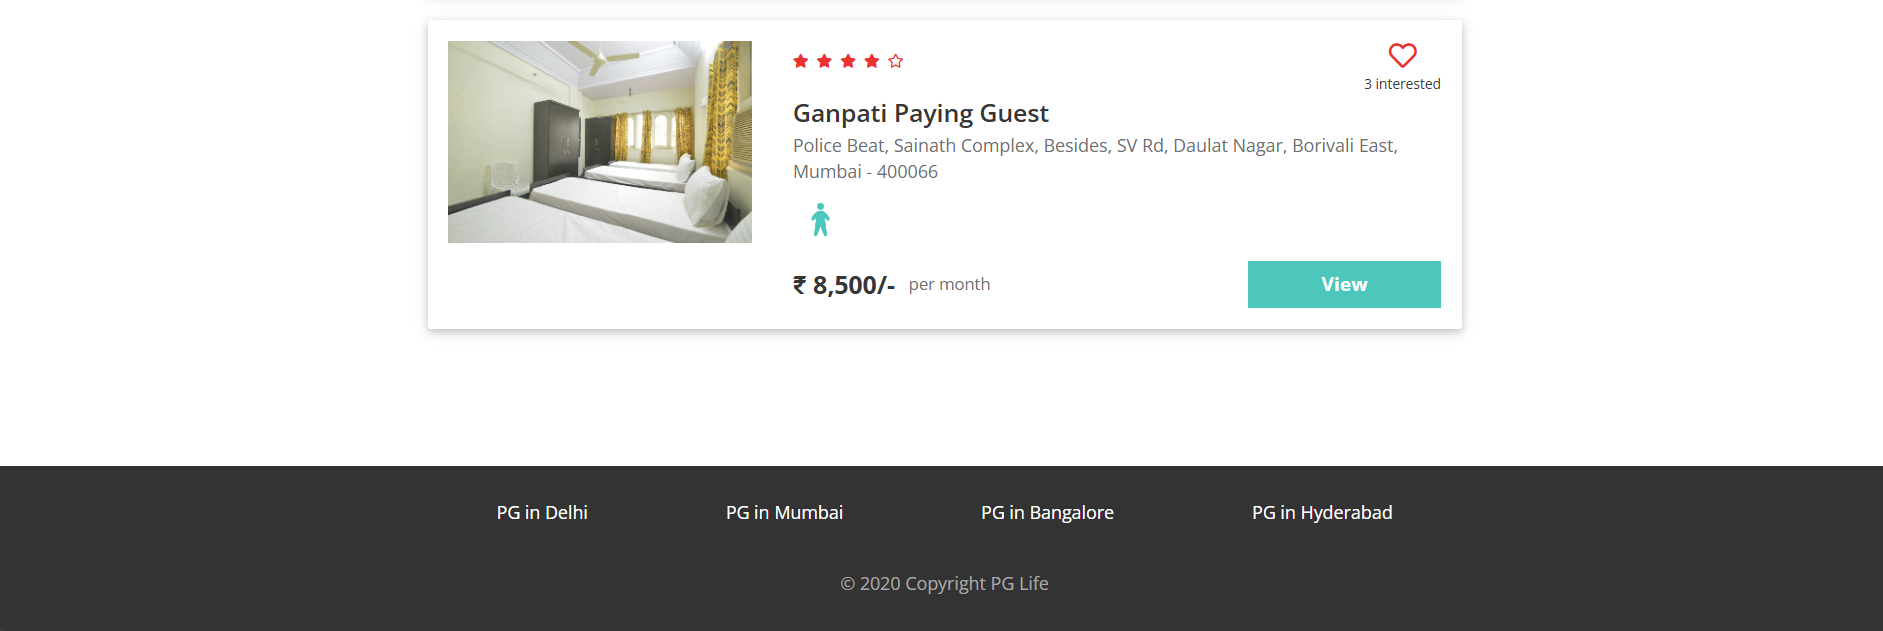 3 interested
Ganpati Paying Guest
Police Beat, Sainath Complex, Besides, SV Rd, Daulat Nagar, Borivali East,
Mumbai - 400066
₹ 8,500/- per month
View
PG in Delhi PG in Mumbai PG in Bangalore PG in Hyderabad
© 2020 Copyright PG Life